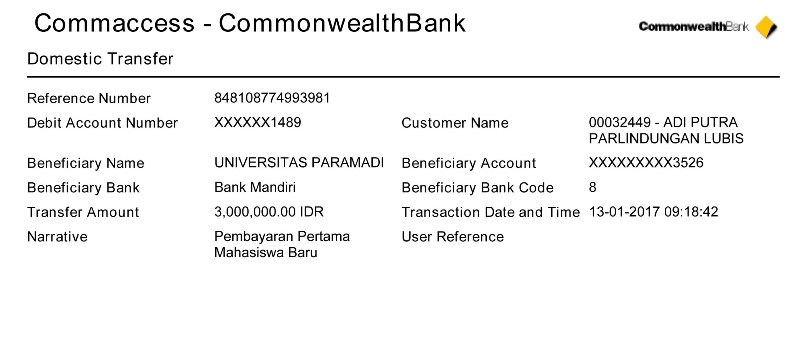 Commaccess - CommonwealthBank
CommonwealthBank
Domestic Transfer
Reference Number 848108774993981
Debit Account Number XXXXXX1489 Customer Name 00032449 - ADI PUTRA
PARLINDUNGAN LUBIS
Beneficiary Name UNIVERSITAS PARAMADI Beneficiary Account XXXXXXXXX3526
Beneficiary Bank Bank Mandiri Beneficiary Bank Code 8
Transfer Amount 3,000,000.00 IDR Transaction Date and Time 13-01-2017 09:18:42
Narrative Pembayaran Pertama User Reference
Mahasiswa Baru